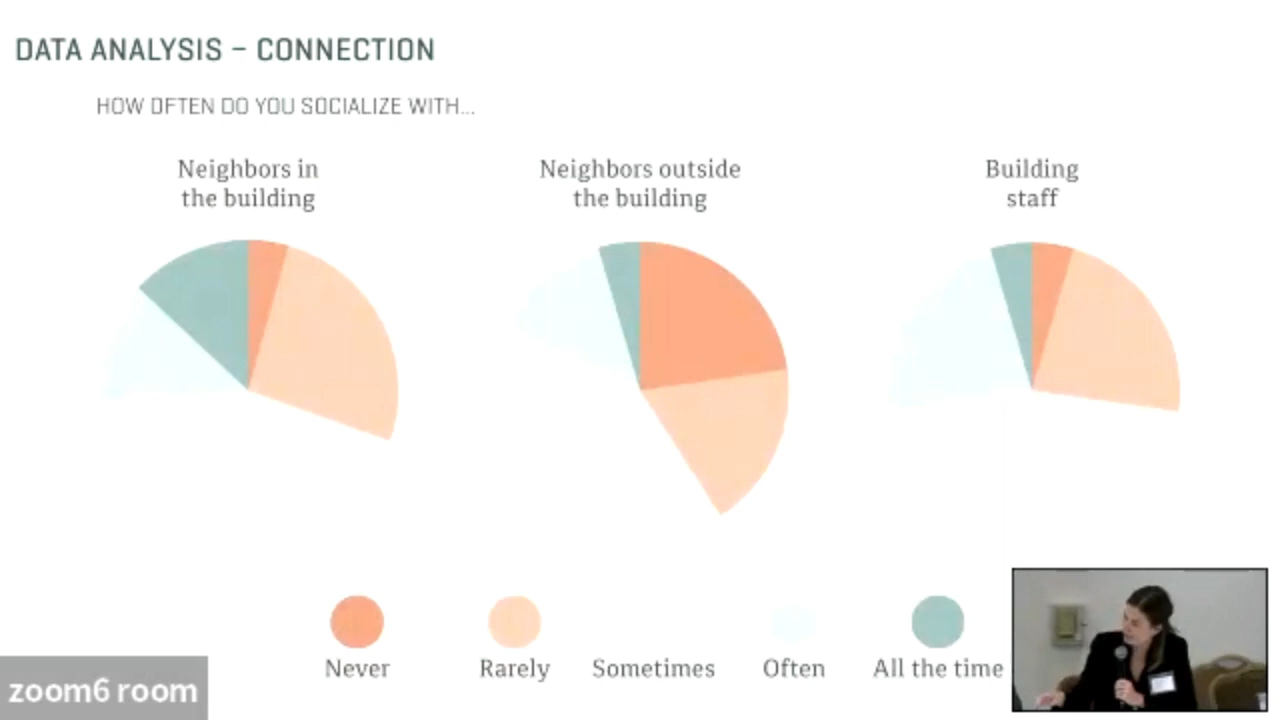 DATA ANALYSIS – CONNECTION
HOW OFTEN DO YOU SOCIALIZE WITH...
Neighbors in
the building
Neighbors outside
the building
Building
staff
Never
Rarely
Sometimes
Often
All the time
zoom6 room